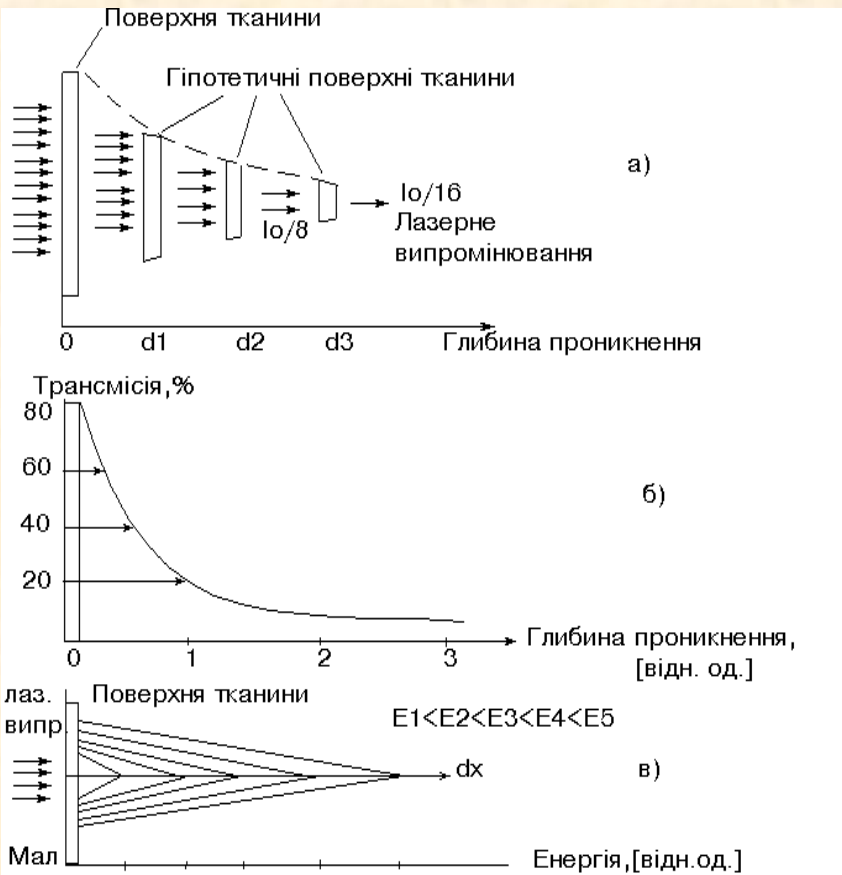 Поверхня тканини
Гіпотетичні поверхні тканини
а)
Io/16
Io/8
Лазерне
випромінювання
0 d1 d2 d3 Глибина проникнення
Трансмісія,%
80
60
б)
40
20
0 1 2 3
Глибина проникнення,
[відн. од.]
лаз.
випр.
Поверхня тканини
E1<E2<E3<E4<E5
dx
в)
Мал
Енергія,[відн.од.]